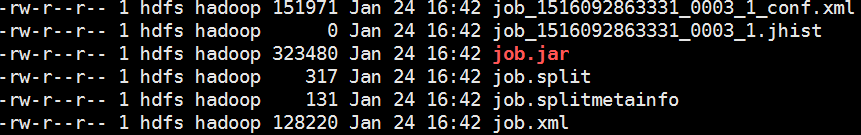 -rw-r--r-- 1 hdfs hadoop 151971 Jan 24 16:42 job_1516092863331_0003_1_conf.xml
-rw-r--r-- 1 hdfs hadoop      0 Jan 24 16:42 job_1516092863331_0003_1.jhist
-rw-r--r-- 1 hdfs hadoop 323480 Jan 24 16:42 job.jar
-rw-r--r-- 1 hdfs hadoop    317 Jan 24 16:42 job.split
-rw-r--r-- 1 hdfs hadoop    131 Jan 24 16:42 job.splitmetainfo
-rw-r--r-- 1 hdfs hadoop 128220 Jan 24 16:42 job.xml